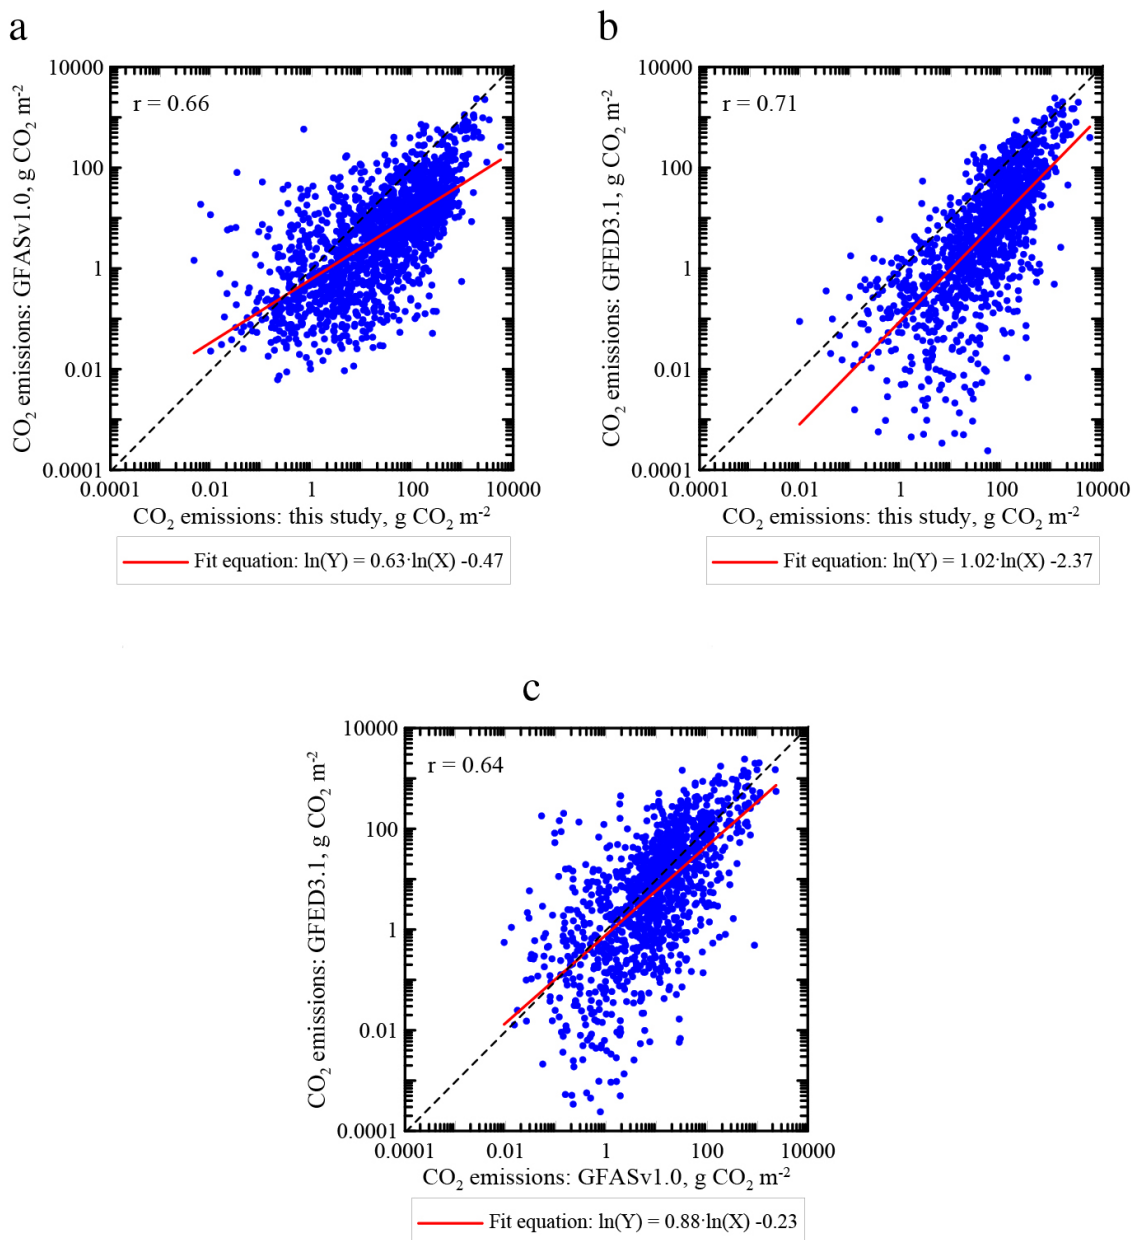 a
10000
100
1
0.01
0.0001
CO₂ emissions: GFASv1.0, g CO₂ m⁻²
r = 0.66
0.0001 0.01 1 100 10000
CO₂ emissions: this study, g CO₂ m⁻²
Fit equation: ln(Y) = 0.63·ln(X) -0.47
b
10000
100
1
0.01
0.0001
CO₂ emissions: GFED3.1, g CO₂ m⁻²
r = 0.71
0.0001 0.01 1 100 10000
CO₂ emissions: this study, g CO₂ m⁻²
Fit equation: ln(Y) = 1.02·ln(X) -2.37
c
10000
100
1
0.01
0.0001
CO₂ emissions: GFED3.1, g CO₂ m⁻²
r = 0.64
0.0001 0.01 1 100 10000
CO₂ emissions: GFASv1.0, g CO₂ m⁻²
Fit equation: ln(Y) = 0.88·ln(X) -0.23